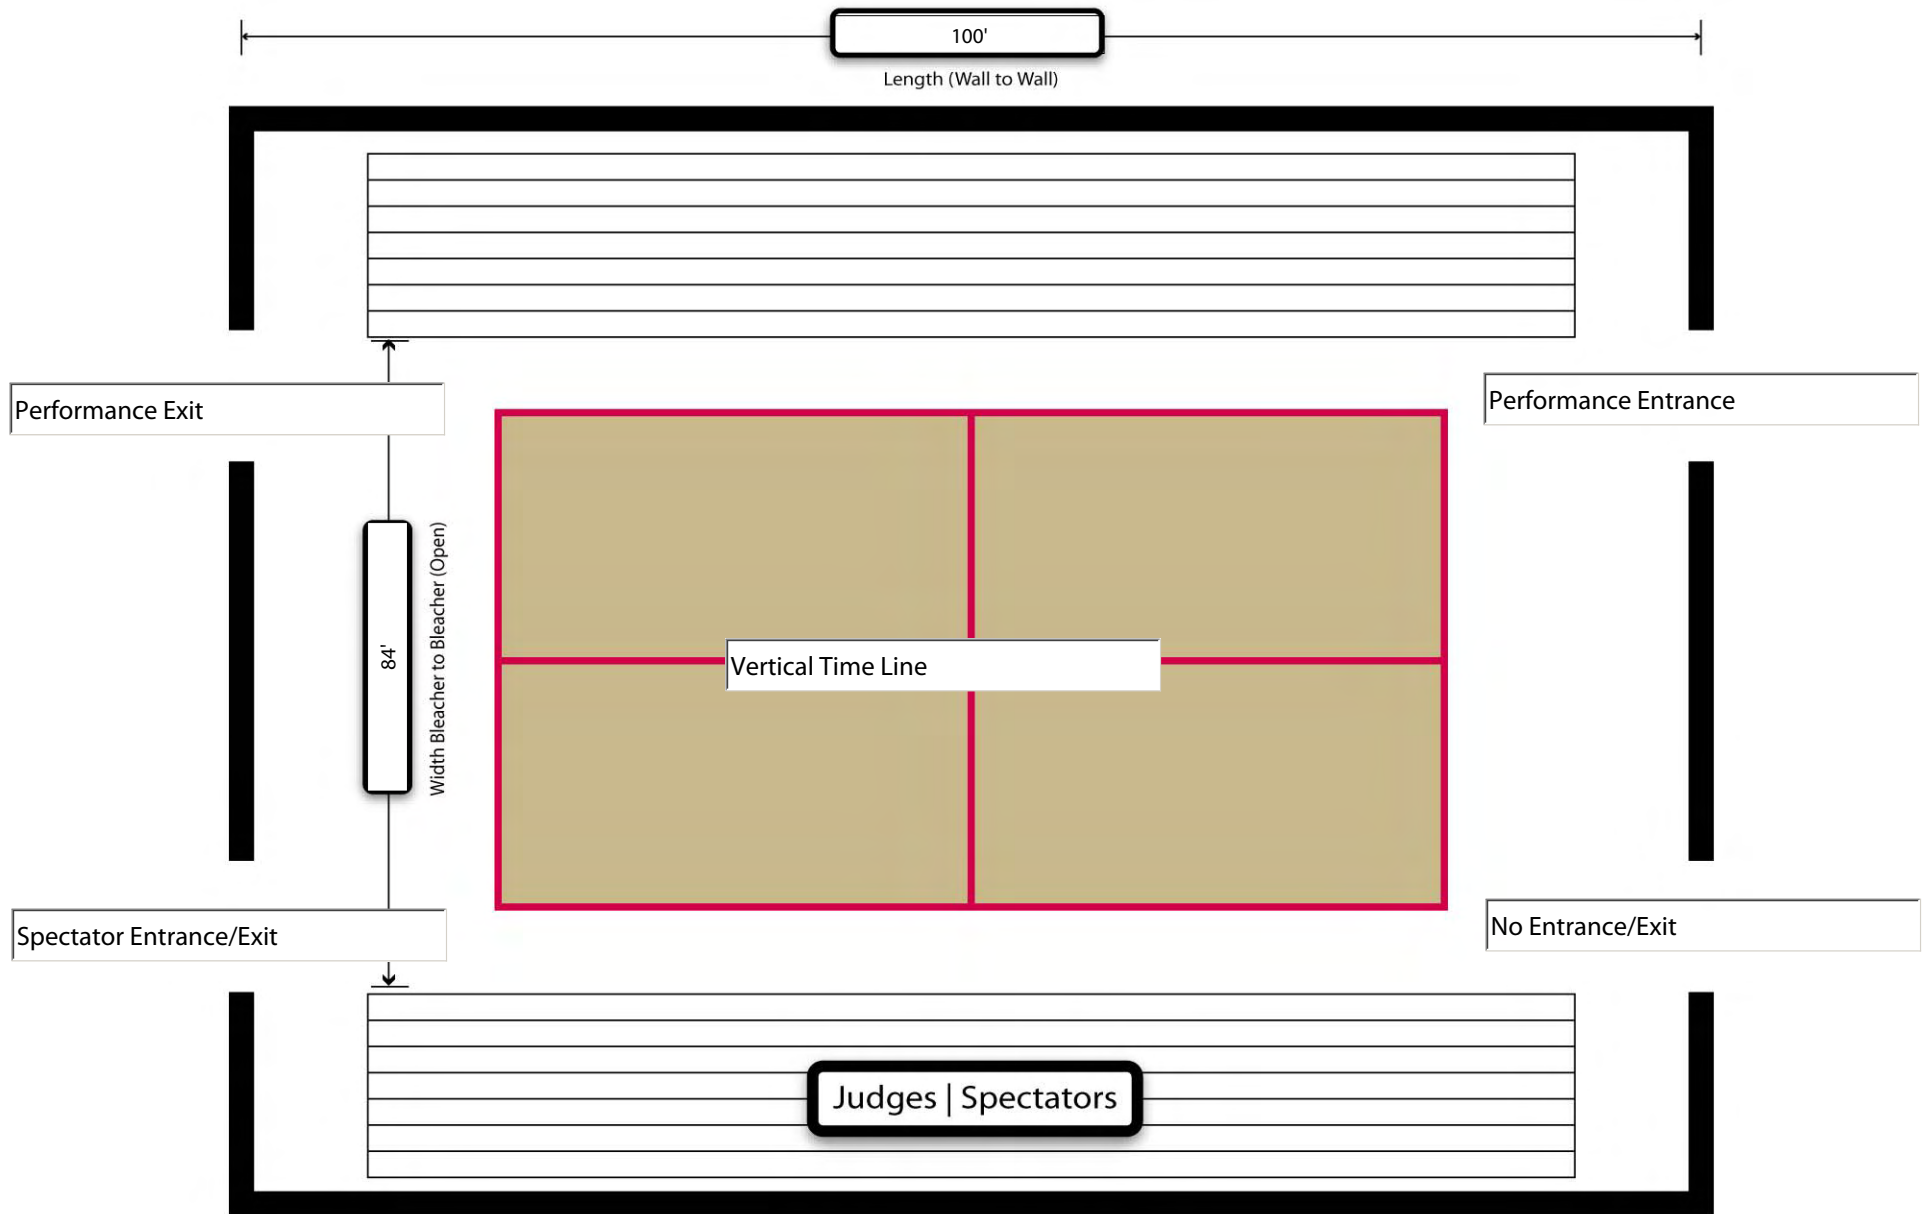 100'
Length (Wall to Wall)
Performance Exit
Performance Entrance
84'
Width Bleacher to Bleacher (Open)
Vertical Time Line
Spectator Entrance/Exit
No Entrance/Exit
Judges | Spectators